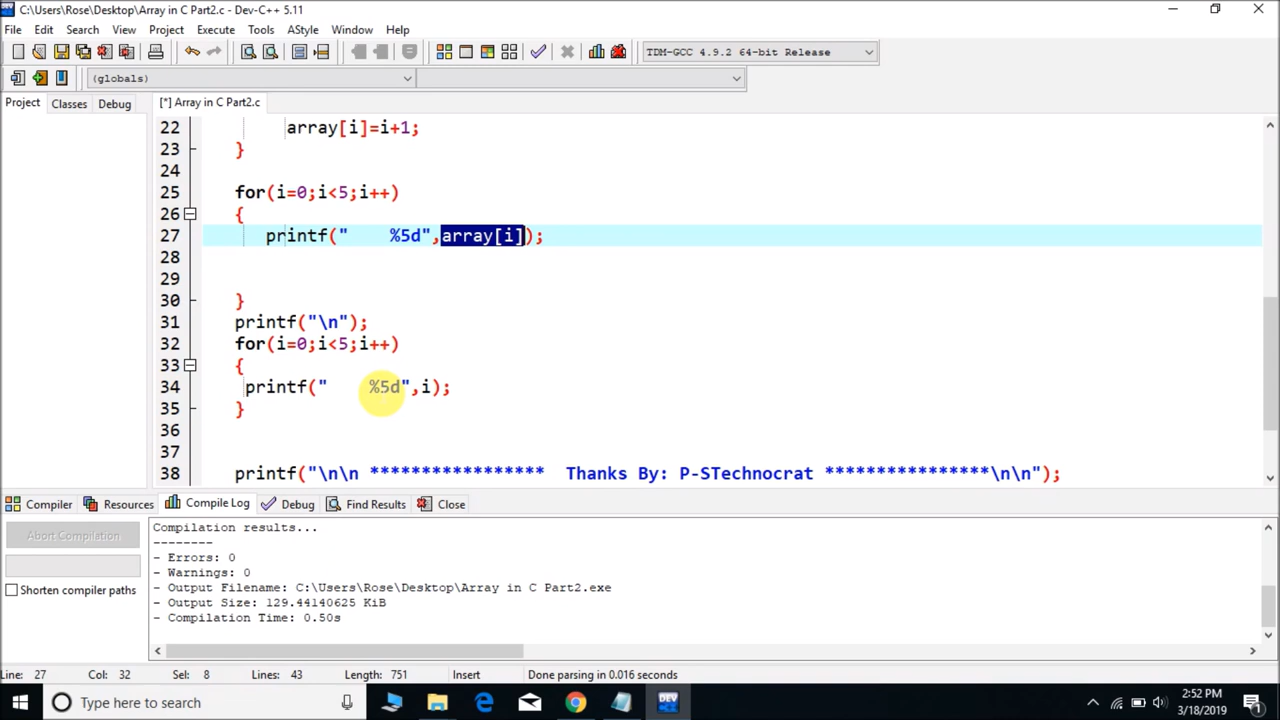 C:\Users\Rose\Desktop\Array in C Part2.c - Dev-C++ 5.11
File Edit Search View Project Execute Tools AStyle Window Help
TDM-GCC 4.9.2 64-bit Release
(globals)
Project Classes Debug [*] Array in C Part2.c
22 array[i]=i+1;
23 }
24
25 for(i=0;i<5;i++)
26 {
27 printf("    %5d",array[i]);
28
29
30 }
31 printf("\n");
32 for(i=0;i<5;i++)
33 {
34 printf("    %5d",i);
35 }
36
37
38 printf("\n\n *****************  Thanks By: P-STechnocrat ****************\n\n");
Compiler Resources Compile Log Debug Find Results Close
Abort Compilation
Shorten compiler paths
Compilation results...
--------
- Errors: 0
- Warnings: 0
- Output Filename: C:\Users\Rose\Desktop\Array in C Part2.exe
- Output Size: 129.44140625 KiB
- Compilation Time: 0.50s
Line: 27 Col: 32 Sel: 8 Lines: 43 Length: 751 Insert Done parsing in 0.016 seconds
Type here to search
DEV
2:52 PM
3/18/2019
1